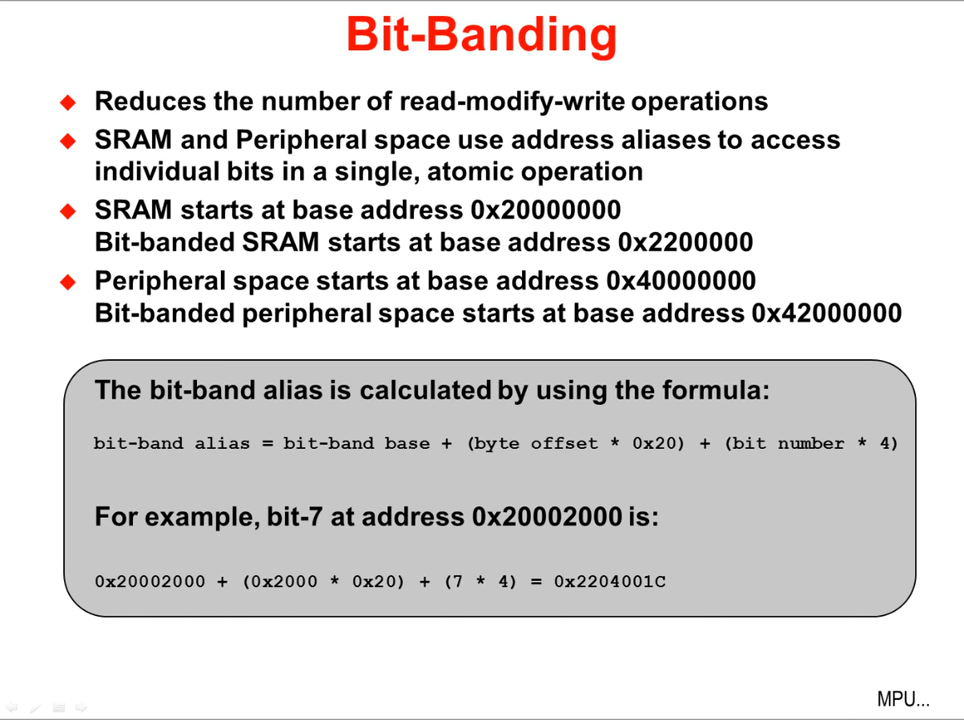 Bit-Banding
Reduces the number of read-modify-write operations
SRAM and Peripheral space use address aliases to access
individual bits in a single, atomic operation
SRAM starts at base address 0x20000000
Bit-banded SRAM starts at base address 0x2200000
Peripheral space starts at base address 0x40000000
Bit-banded peripheral space starts at base address 0x42000000
The bit-band alias is calculated by using the formula:
bit-band alias = bit-band base + (byte offset * 0x20) + (bit number * 4)
For example, bit-7 at address 0x20002000 is:
0x20002000 + (0x2000 * 0x20) + (7 * 4) = 0x2204001C
MPU...